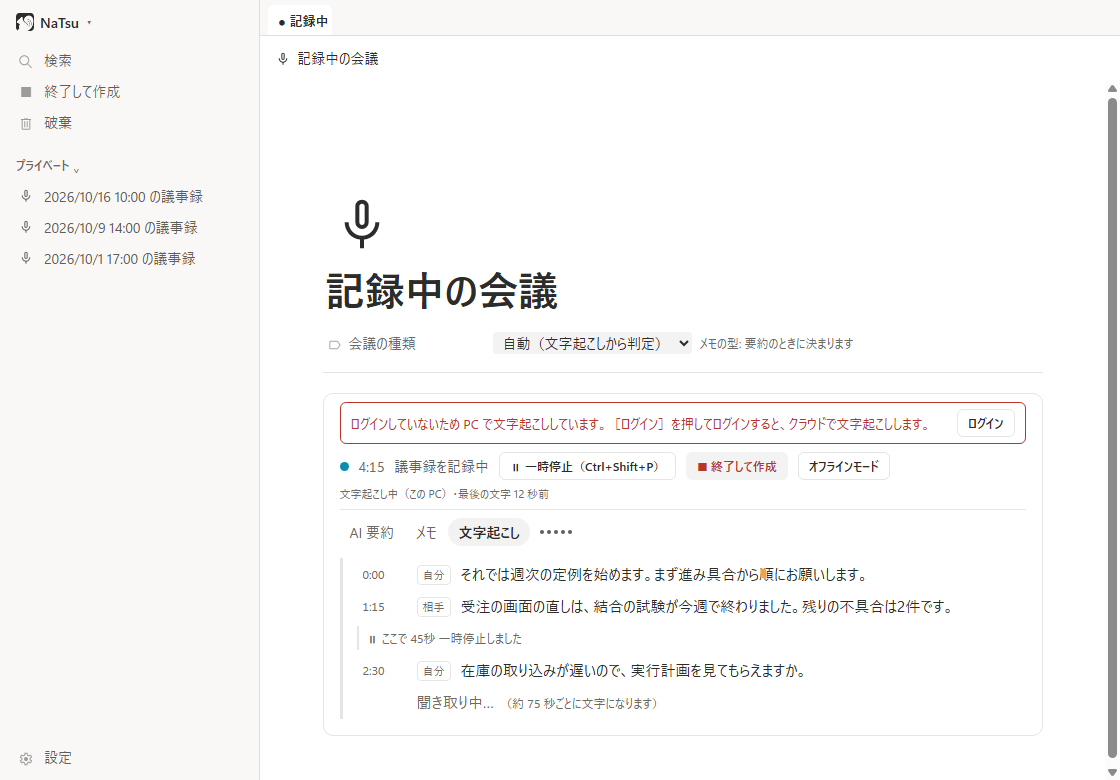 NaTsu
検索
終了して作成
破棄
プライベート
2026/10/16 10:00 の議事録
2026/10/9 14:00 の議事録
2026/10/1 17:00 の議事録
設定
● 記録中
記録中の会議
記録中の会議
会議の種類 自動（文字起こしから判定） メモの型: 要約のときに決まります
ログインしていないため PC で文字起こししています。［ログイン］を押してログインすると、クラウドで文字起こしします。 ログイン
4:15 議事録を記録中 ⏸ 一時停止（Ctrl+Shift+P） ■ 終了して作成 オフラインモード
文字起こし中（この PC）・最後の文字 12 秒前
AI 要約 メモ 文字起こし •••••
0:00 自分 それでは週次の定例を始めます。まず進み具合から順にお願いします。
1:15 相手 受注の画面の直しは、結合の試験が今週で終わりました。残りの不具合は2件です。
⏸ ここで 45秒 一時停止しました
2:30 自分 在庫の取り込みが遅いので、実行計画を見てもらえますか。
聞き取り中… （約 75 秒ごとに文字になります）